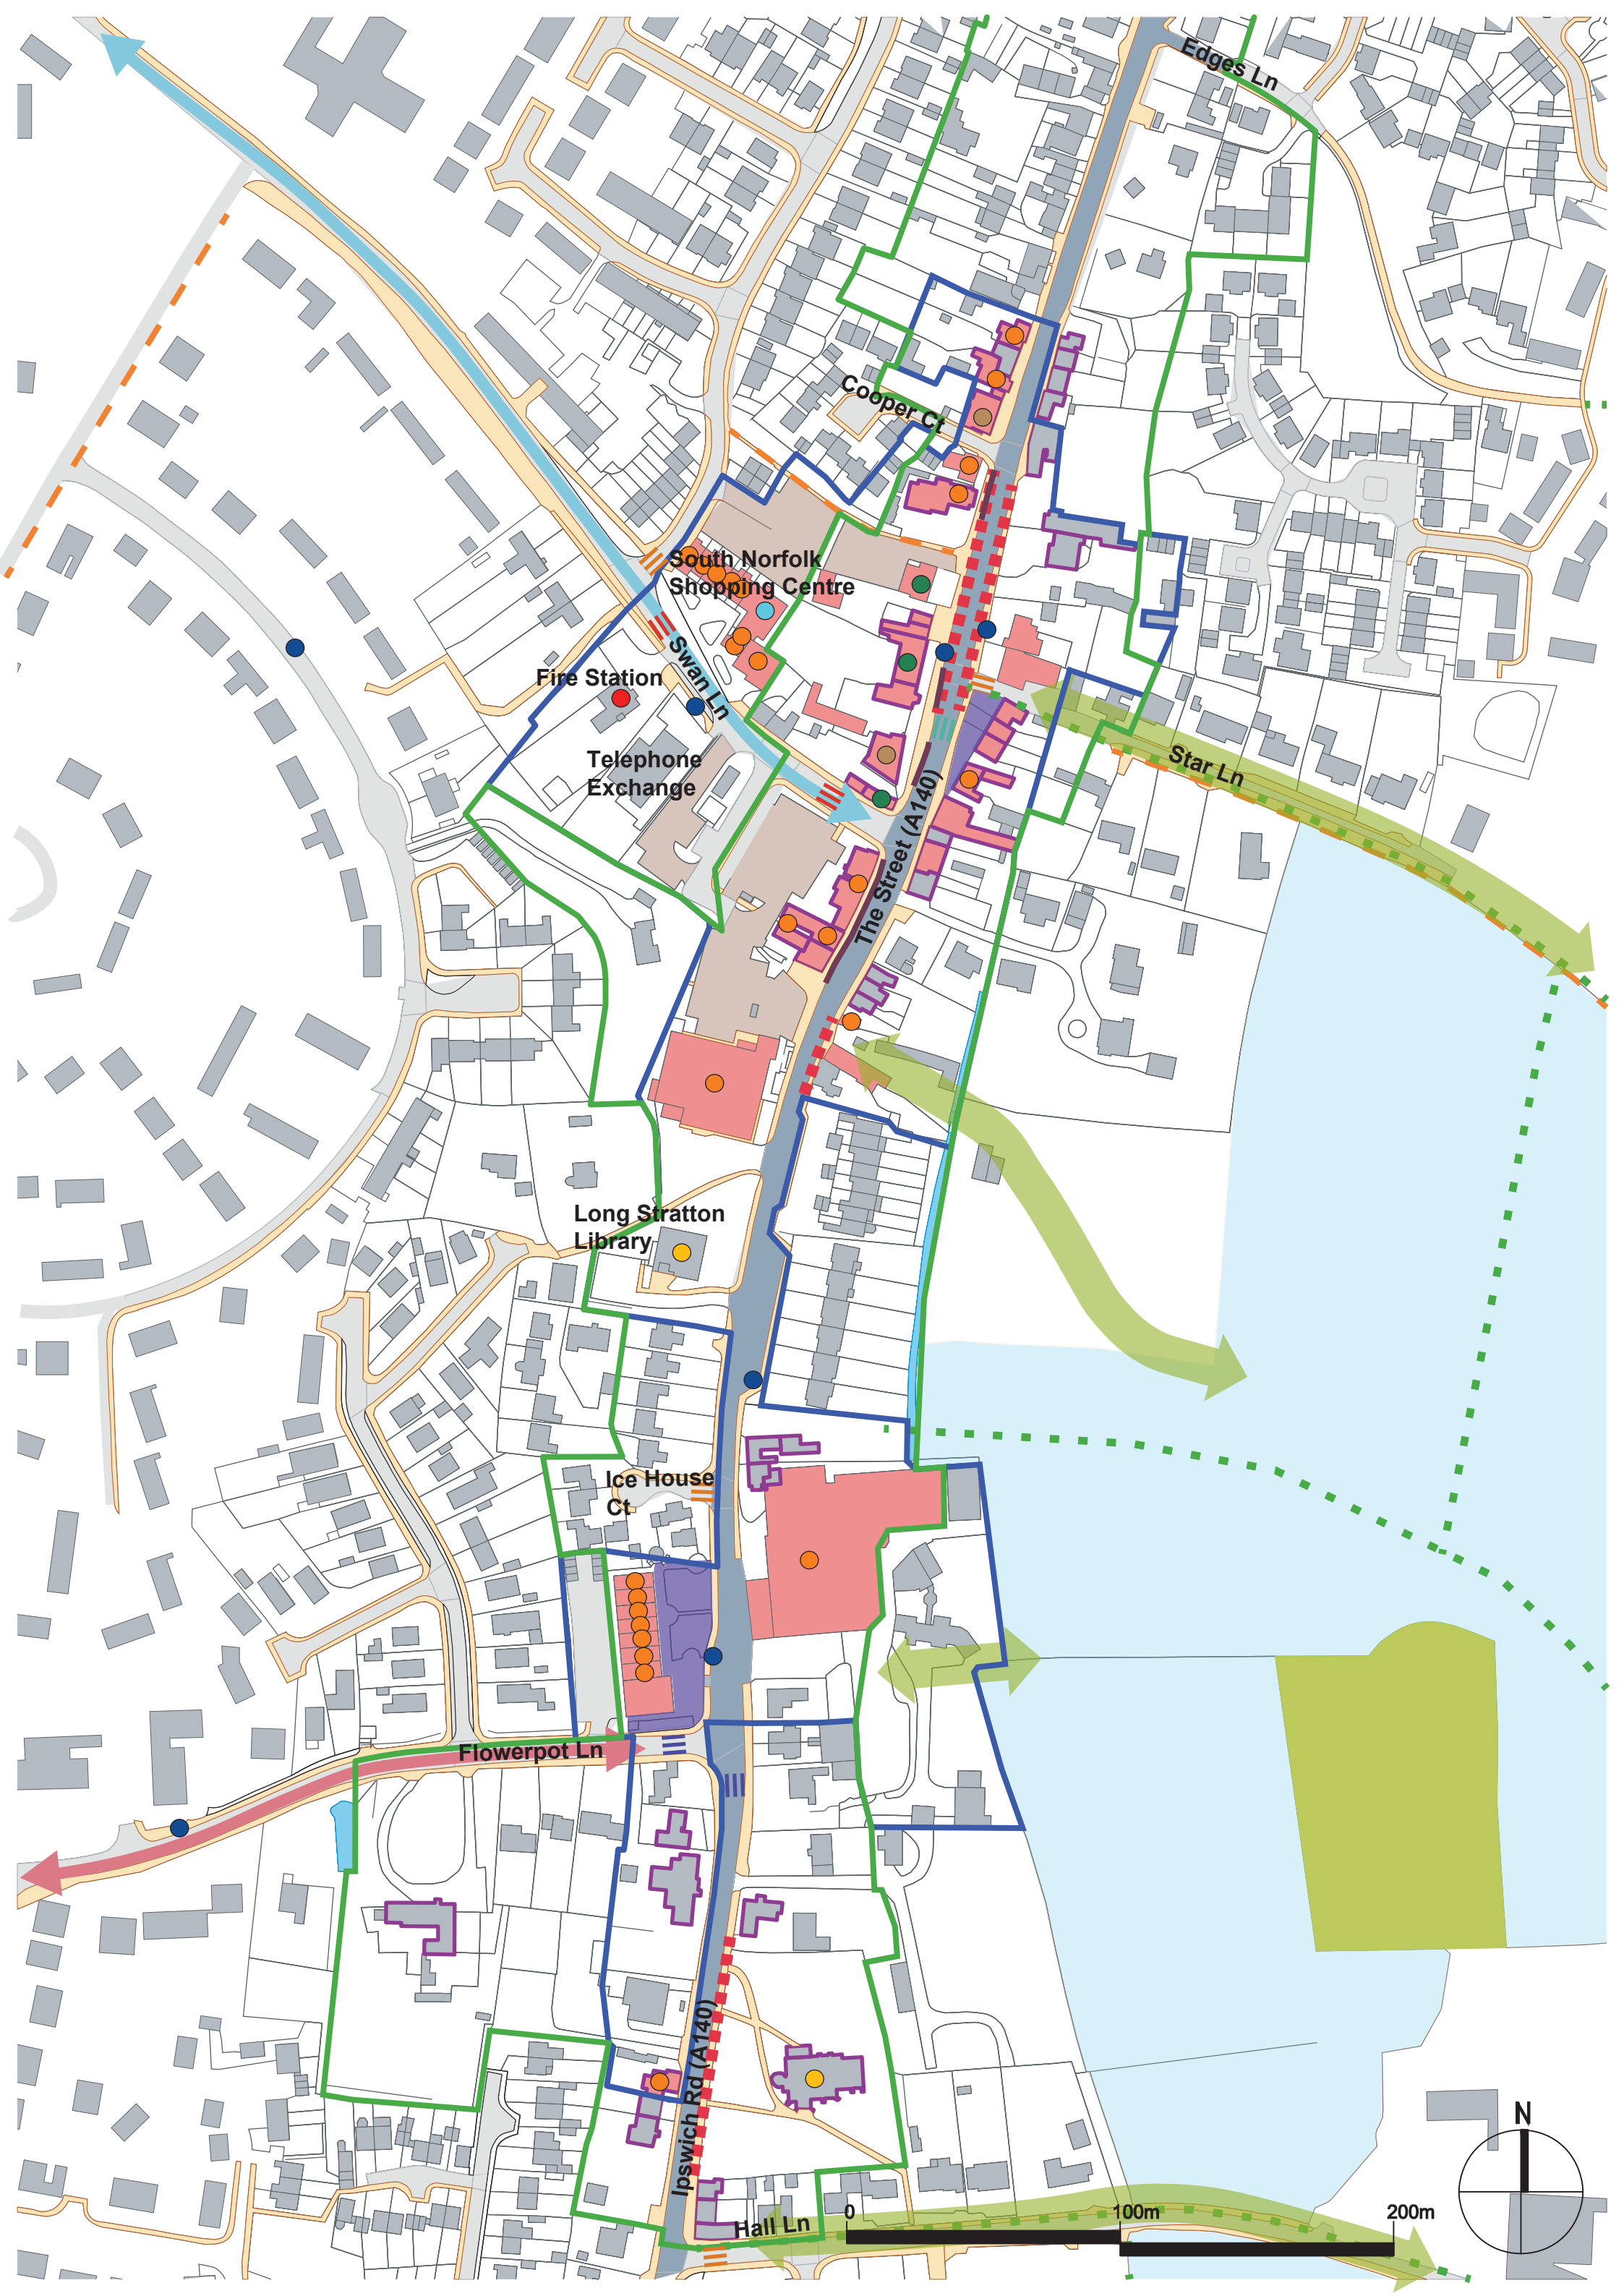 Edges Ln
Cooper Ct
South Norfolk
Shopping Centre
Swan Ln
Fire Station
Telephone
Exchange
Star Ln
The Street (A140)
Long Stratton
Library
Ice House
Ct
Flowerpot Ln
Ipswich Rd (A140)
N
Hall Ln
0
100m
200m